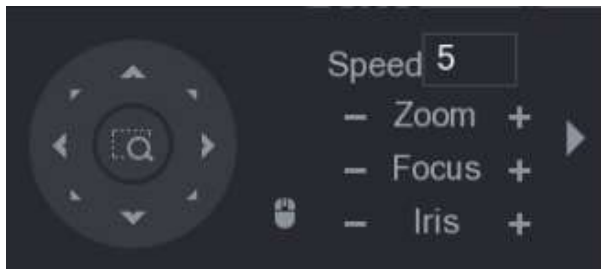 Speed 5
− Zoom +
− Focus +
− Iris +